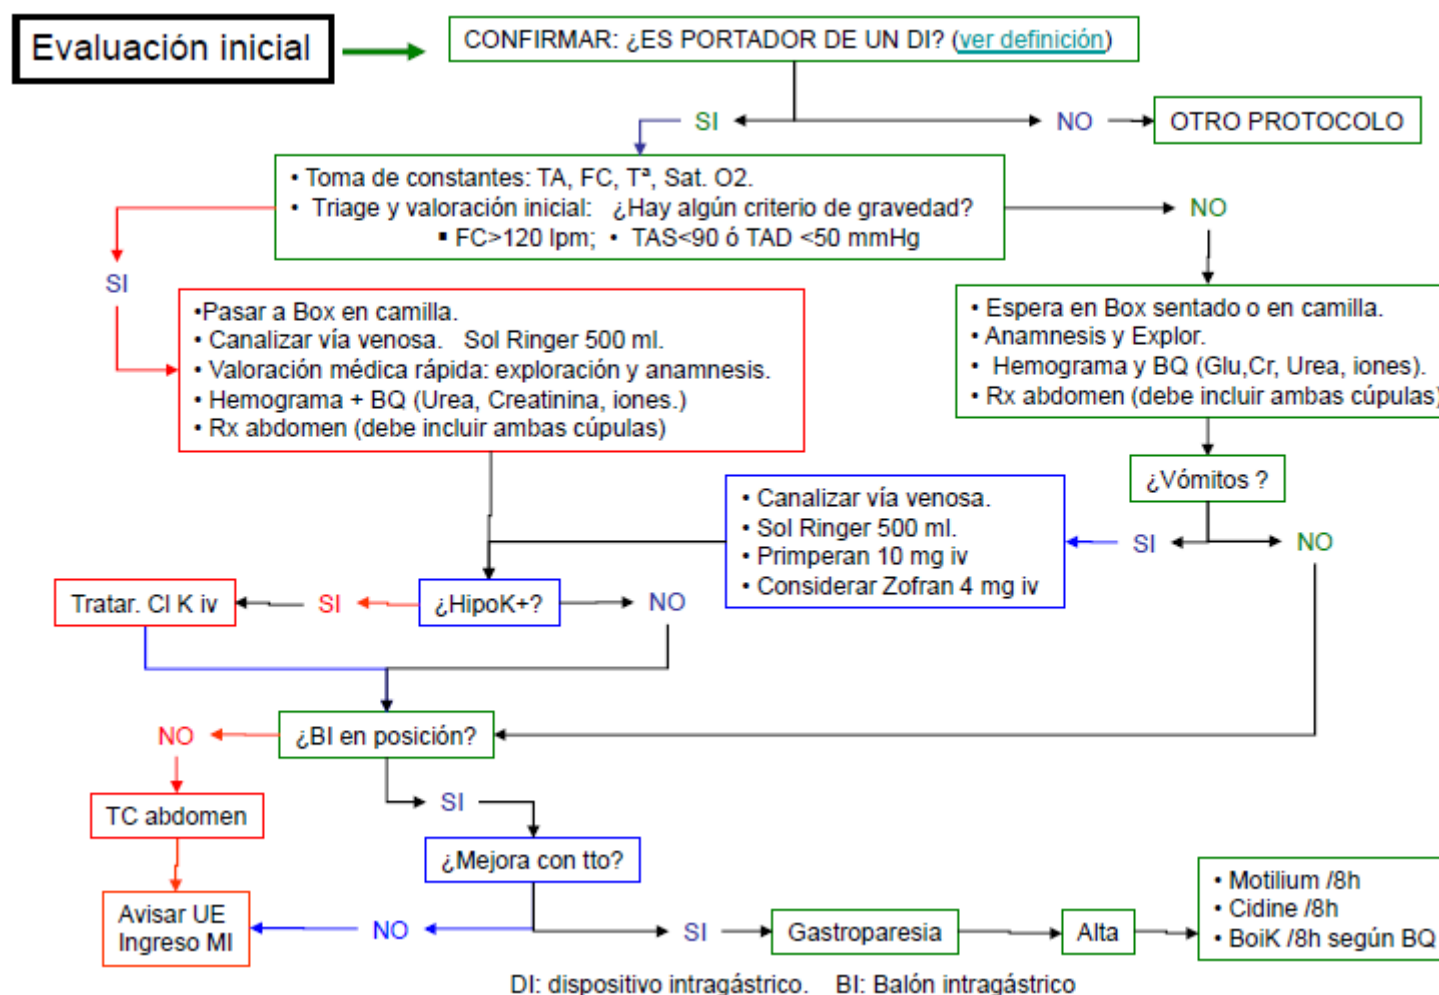 Evaluación inicial
CONFIRMAR: ¿ES PORTADOR DE UN DI? (ver definición)
SI
NO
OTRO PROTOCOLO
• Toma de constantes: TA, FC, Tª, Sat. O2.
• Triage y valoración inicial: ¿Hay algún criterio de gravedad?
▪ FC>120 lpm; • TAS<90 ó TAD <50 mmHg
NO
SI
•Pasar a Box en camilla.
• Canalizar vía venosa. Sol Ringer 500 ml.
• Valoración médica rápida: exploración y anamnesis.
• Hemograma + BQ (Urea, Creatinina, iones.)
• Rx abdomen (debe incluir ambas cúpulas)
• Espera en Box sentado o en camilla.
• Anamnesis y Explor.
• Hemograma y BQ (Glu,Cr, Urea, iones).
• Rx abdomen (debe incluir ambas cúpulas)
¿Vómitos ?
• Canalizar vía venosa.
• Sol Ringer 500 ml.
• Primperan 10 mg iv
• Considerar Zofran 4 mg iv
SI
NO
Tratar. Cl K iv
SI
¿HipoK+?
NO
NO
¿BI en posición?
SI
TC abdomen
¿Mejora con tto?
Avisar UE
Ingreso MI
NO
SI
Gastroparesia
Alta
• Motilium /8h
• Cidine /8h
• BoiK /8h según BQ
DI: dispositivo intragástrico. BI: Balón intragástrico